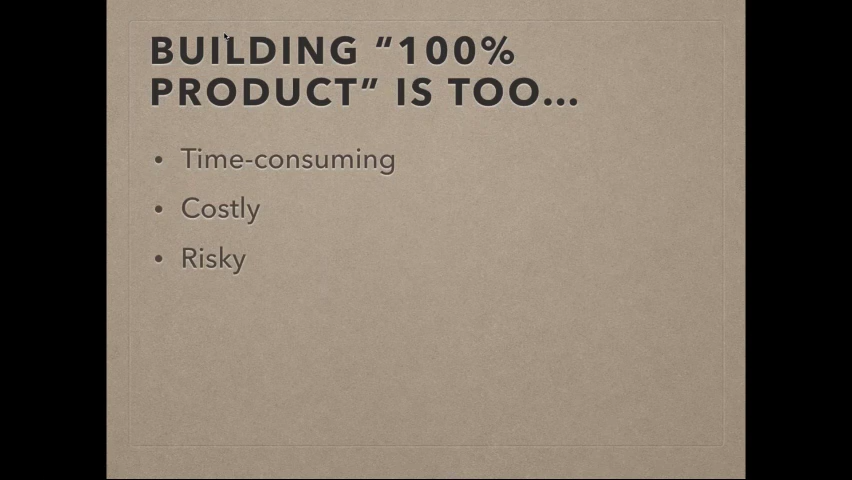 BUILDING “100%
PRODUCT” IS TOO...
• Time-consuming
• Costly
• Risky